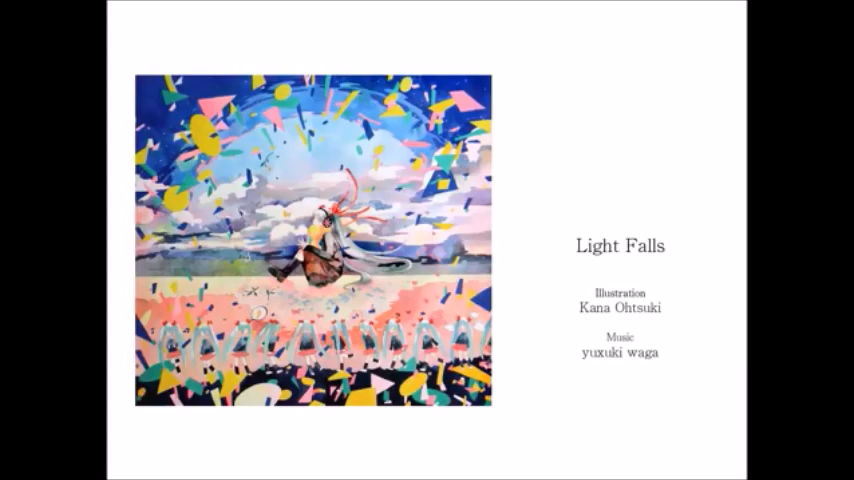 Light Falls
Illustration
Kana Ohtsuki
Music
yuxuki waga